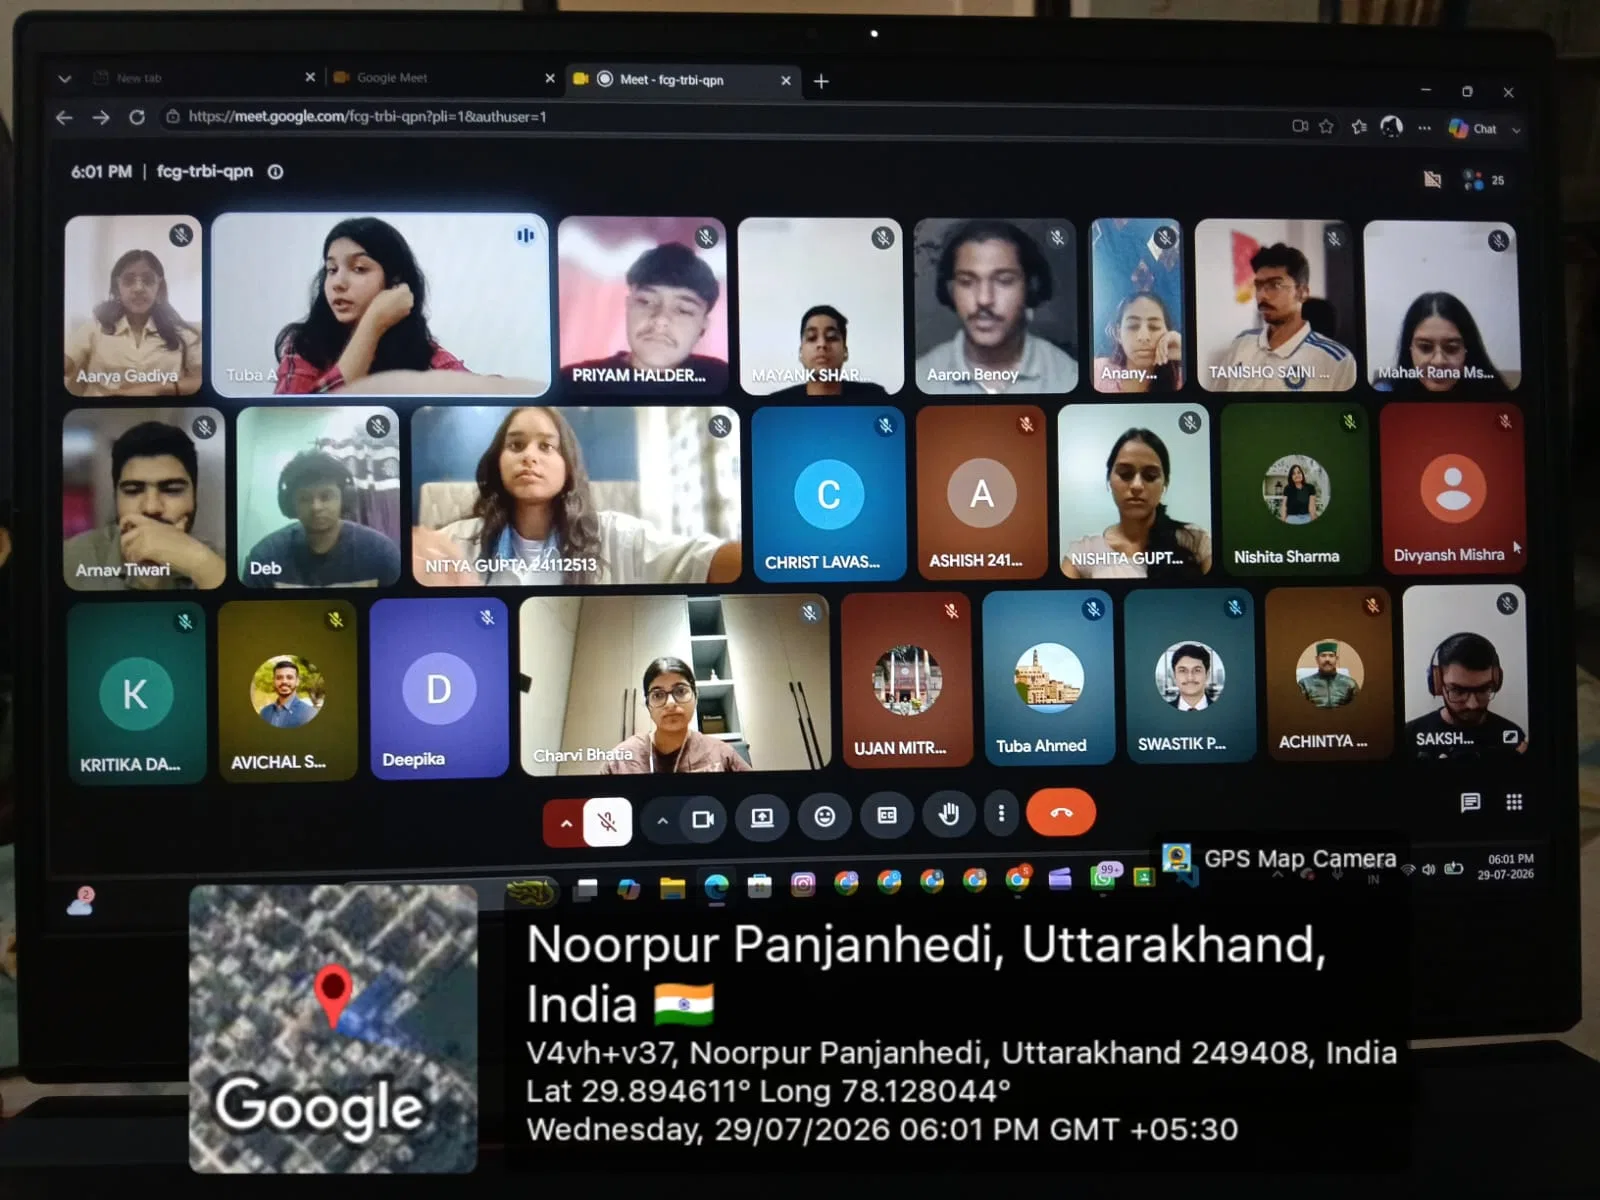 New tab
Google Meet
Meet - fcg-trbi-qpn
https://meet.google.com/fcg-trbi-qpn?pli=1&authuser=1
Chat
6:01 PM | fcg-trbi-qpn
25
Aarya Gadiya
Tuba A
PRIYAM HALDER...
MAYANK SHAR...
Aaron Benoy
Anany...
TANISHQ SAINI ...
Mahak Rana Ms...
Arnav Tiwari
Deb
NITYA GUPTA 24112513
C
CHRIST LAVAS...
A
ASHISH 241...
NISHITA GUPT...
Nishita Sharma
Divyansh Mishra
K
KRITIKA DA...
AVICHAL S...
D
Deepika
Charvi Bhatia
UJAN MITR...
Tuba Ahmed
SWASTIK P...
ACHINTYA ...
SAKSH...
CC
GPS Map Camera
2
99+
IN
06:01 PM
29-07-2026
Google
Noorpur Panjanhedi, Uttarakhand,
India
V4vh+v37, Noorpur Panjanhedi, Uttarakhand 249408, India
Lat 29.894611° Long 78.128044°
Wednesday, 29/07/2026 06:01 PM GMT +05:30